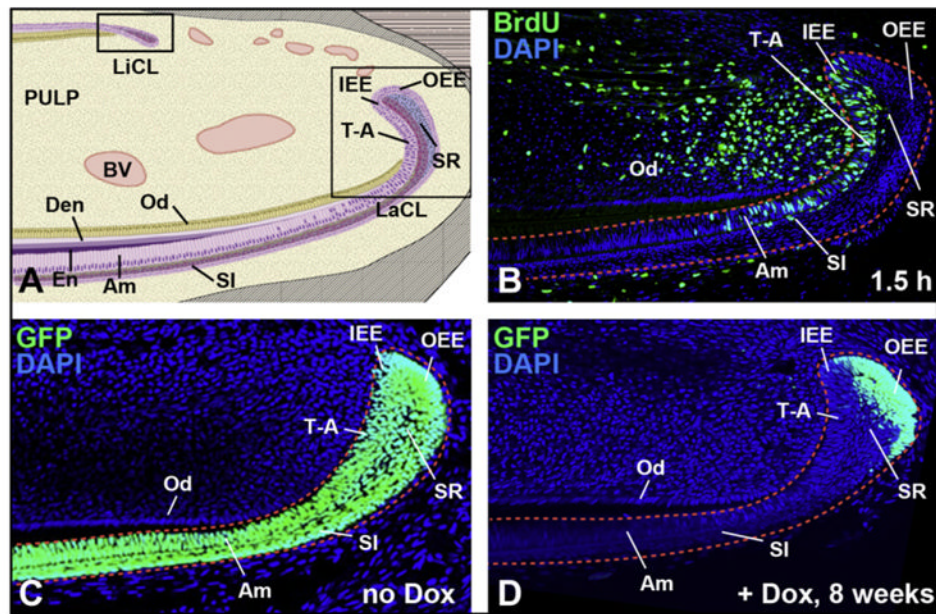 LiCL
PULP
IEE
OEE
T-A
SR
BV
Den
Od
LaCL
En
Am
SI
A
BrdU
DAPI
T-A
IEE
OEE
Od
SR
Am
SI
B
1.5 h
GFP
DAPI
IEE
OEE
T-A
SR
Od
SI
Am
C
no Dox
GFP
DAPI
IEE
OEE
T-A
SR
Od
SI
Am
D
+ Dox, 8 weeks